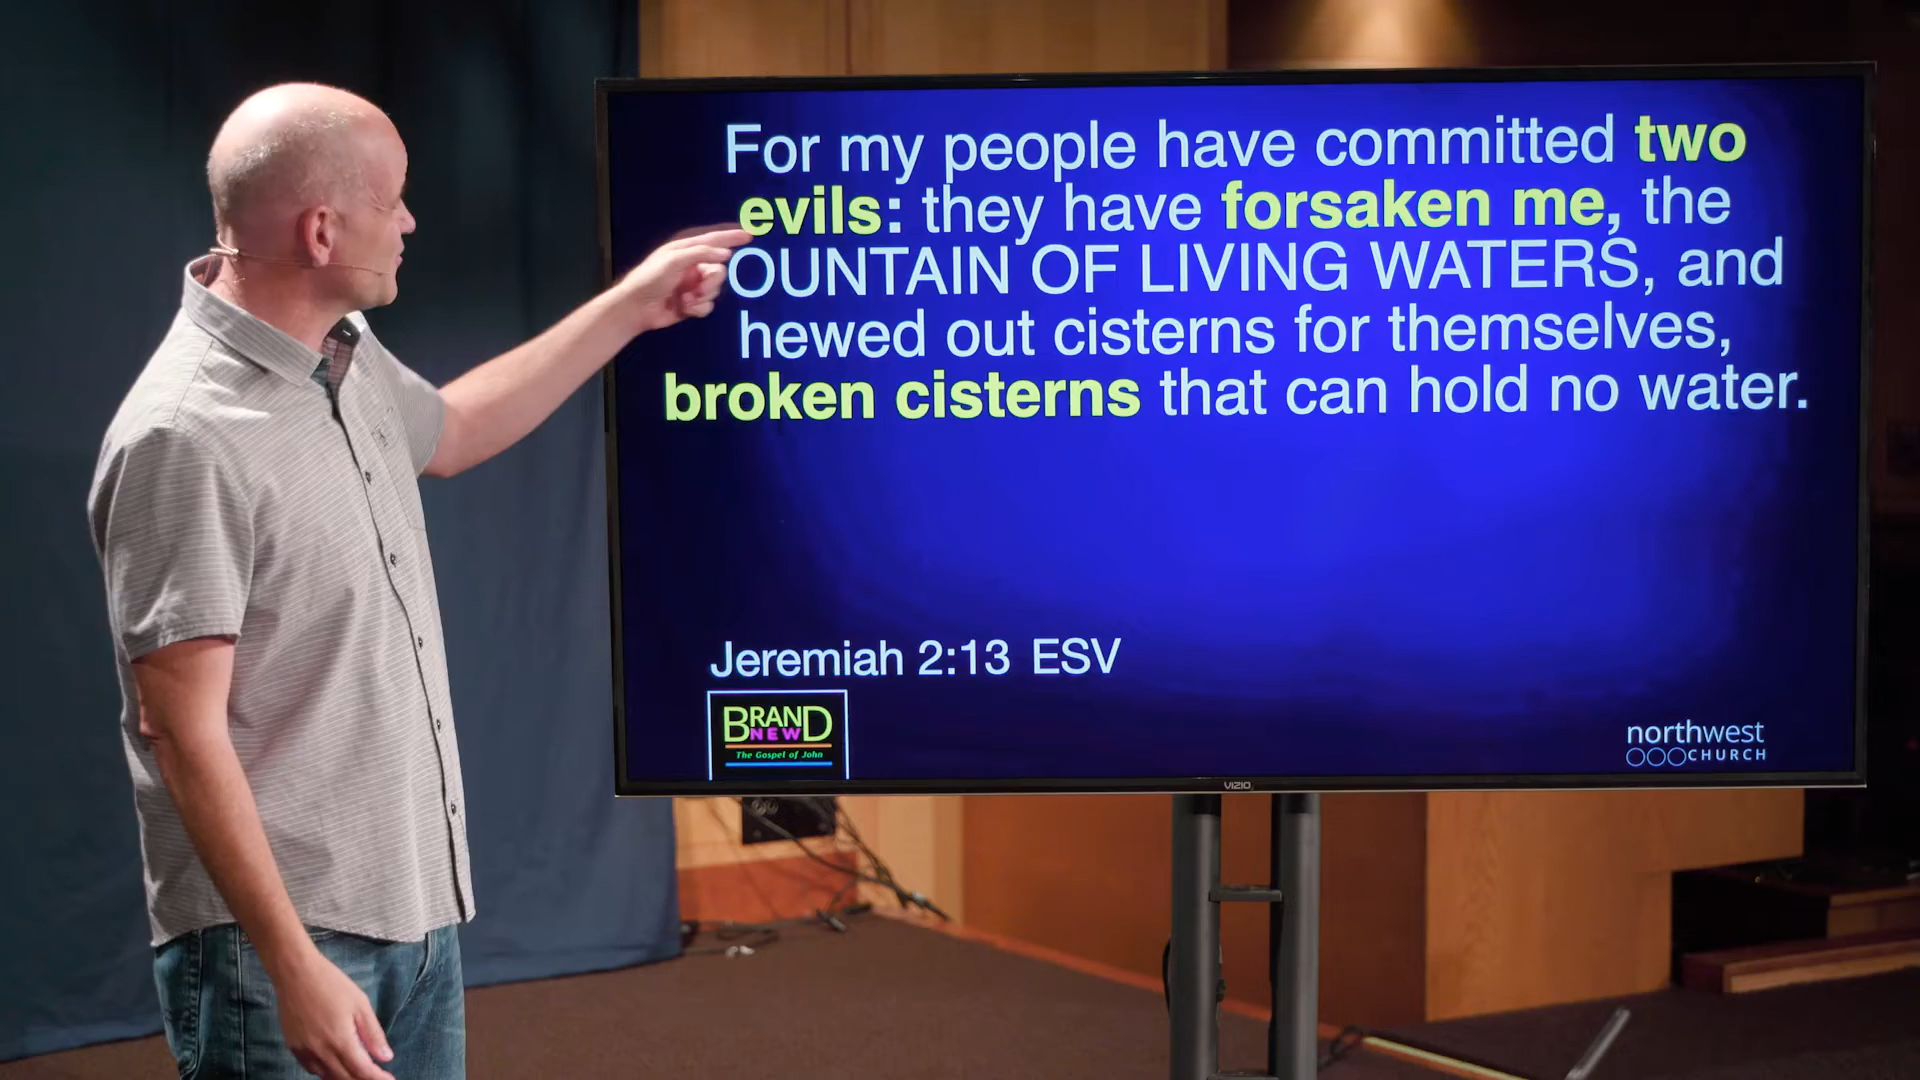 For my people have committed two
evils: they have forsaken me, the
OUNTAIN OF LIVING WATERS, and
hewed out cisterns for themselves,
broken cisterns that can hold no water.
Jeremiah 2:13 ESV
BRAND
NEW
The Gospel of John
northwest
CHURCH
VIZIO